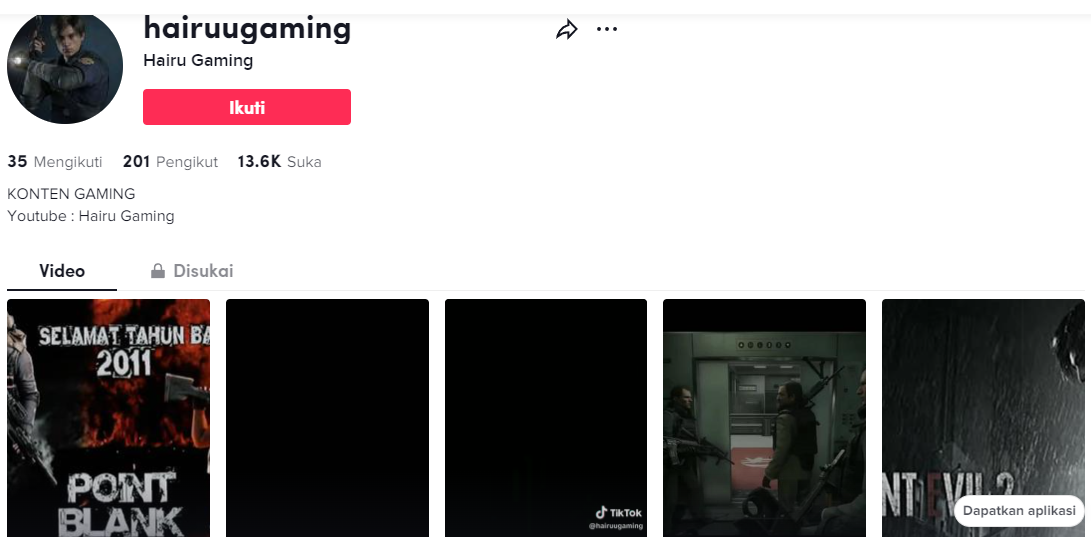 hairuugaming
Hairu Gaming
Ikuti
35 Mengikuti 201 Pengikut 13.6K Suka
KONTEN GAMING
Youtube : Hairu Gaming
Video Disukai
SELAMAT TAHUN BA
2011
POINT
BLANK
TikTok
@hairuugaming
NT EVIL 2
Dapatkan aplikasi